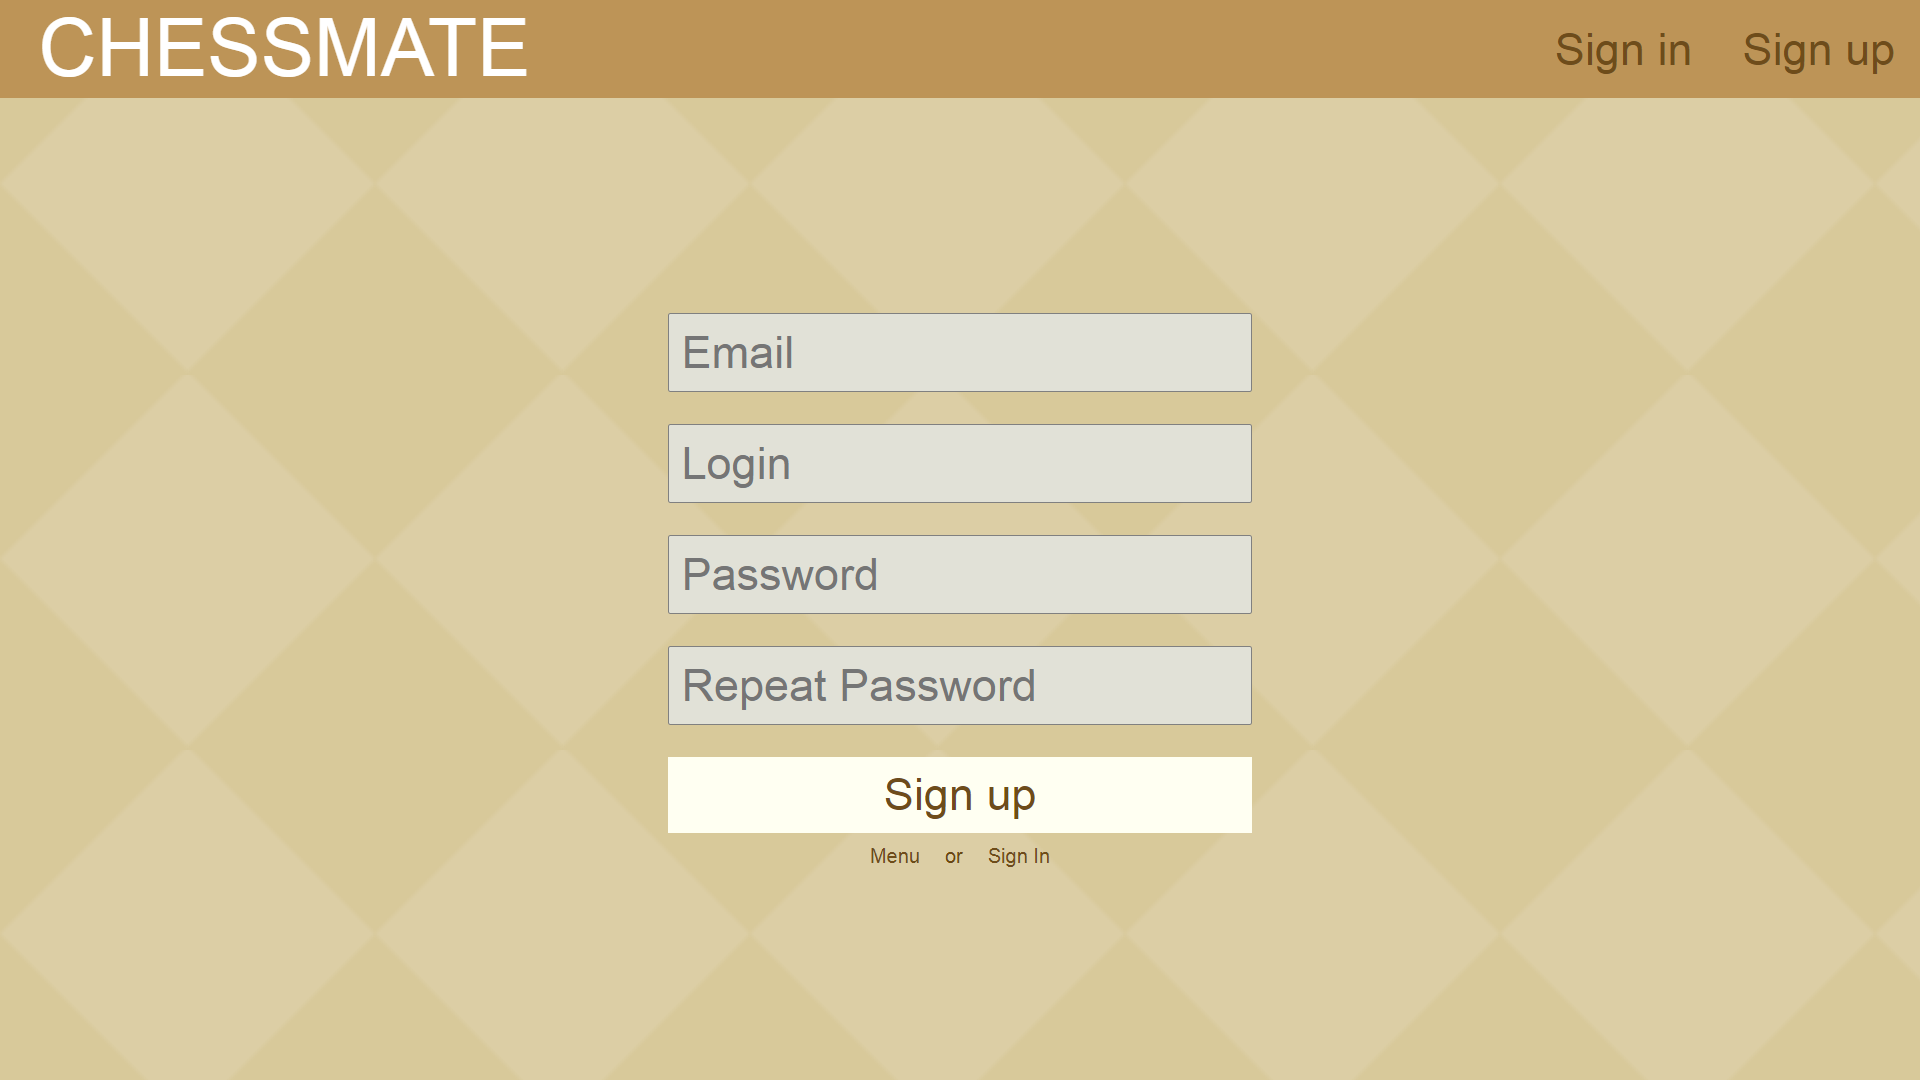 CHESSMATE
Sign in Sign up
Email
Login
Password
Repeat Password
Sign up
Menu or Sign In